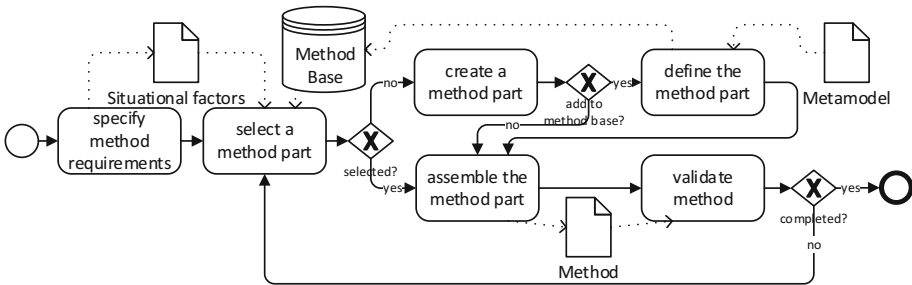 Method
Base
Situational factors
specify
method
requirements
select a
method part
selected?
no
yes
create a
method part
add to
method base?
yes
no
define the
method part
Metamodel
assemble the
method part
Method
validate
method
completed?
yes
no